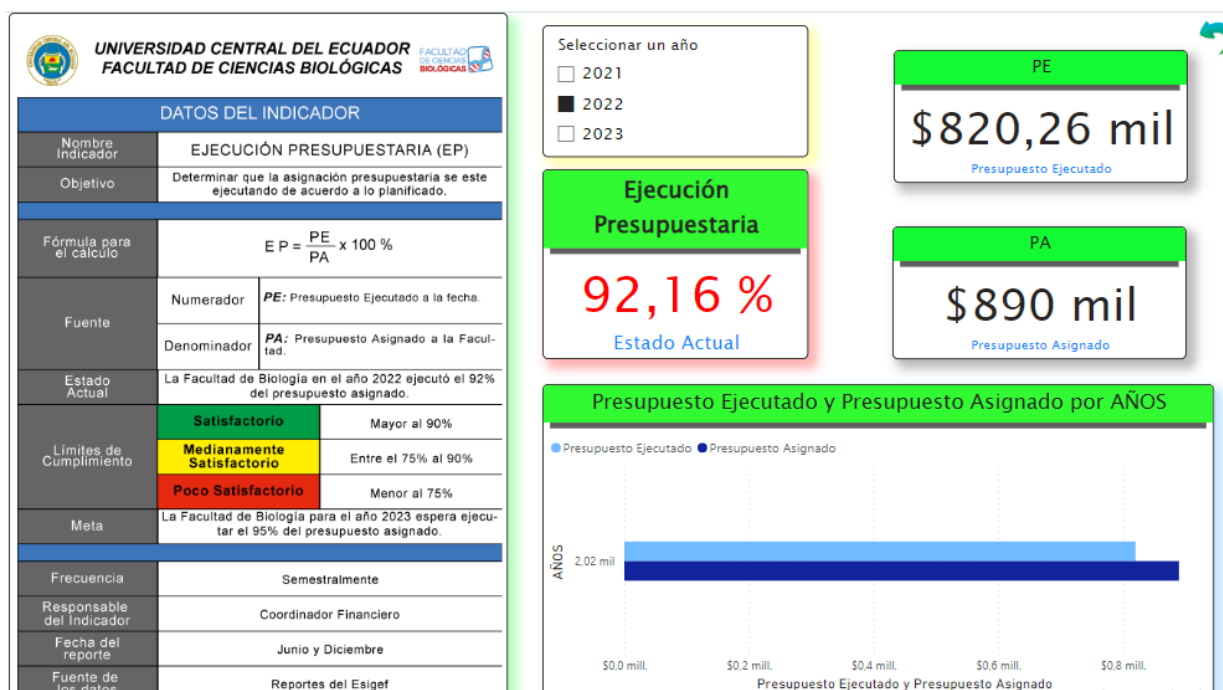 UNIVERSIDAD CENTRAL DEL ECUADOR
FACULTAD DE CIENCIAS BIOLÓGICAS
FACULTAD
DE CIENCIAS
BIOLÓGICAS
DATOS DEL INDICADOR
Nombre
Indicador
EJECUCIÓN PRESUPUESTARIA (EP)
Objetivo
Determinar que la asignación presupuestaria se este
ejecutando de acuerdo a lo planificado.
Fórmula para
el cálculo
E P = PE / PA x 100 %
Fuente
Numerador
PE: Presupuesto Ejecutado a la fecha.
Denominador
PA: Presupuesto Asignado a la Facul-
tad.
Estado
Actual
La Facultad de Biología en el año 2022 ejecutó el 92%
del presupuesto asignado.
Límites de
Cumplimiento
Satisfactorio
Mayor al 90%
Medianamente
Satisfactorio
Entre el 75% al 90%
Poco Satisfactorio
Menor al 75%
Meta
La Facultad de Biología para el año 2023 espera ejecu-
tar el 95% del presupuesto asignado.
Frecuencia
Semestralmente
Responsable
del Indicador
Coordinador Financiero
Fecha del
reporte
Junio y Diciembre
Fuente de
los datos
Reportes del Esigef
Seleccionar un año
2021
2022
2023
Ejecución
Presupuestaria
92,16 %
Estado Actual
PE
$820,26 mil
Presupuesto Ejecutado
PA
$890 mil
Presupuesto Asignado
Presupuesto Ejecutado y Presupuesto Asignado por AÑOS
Presupuesto Ejecutado Presupuesto Asignado
AÑOS
2,02 mil
$0,0 mill. $0,2 mill. $0,4 mill. $0,6 mill. $0,8 mill.
Presupuesto Ejecutado y Presupuesto Asignado